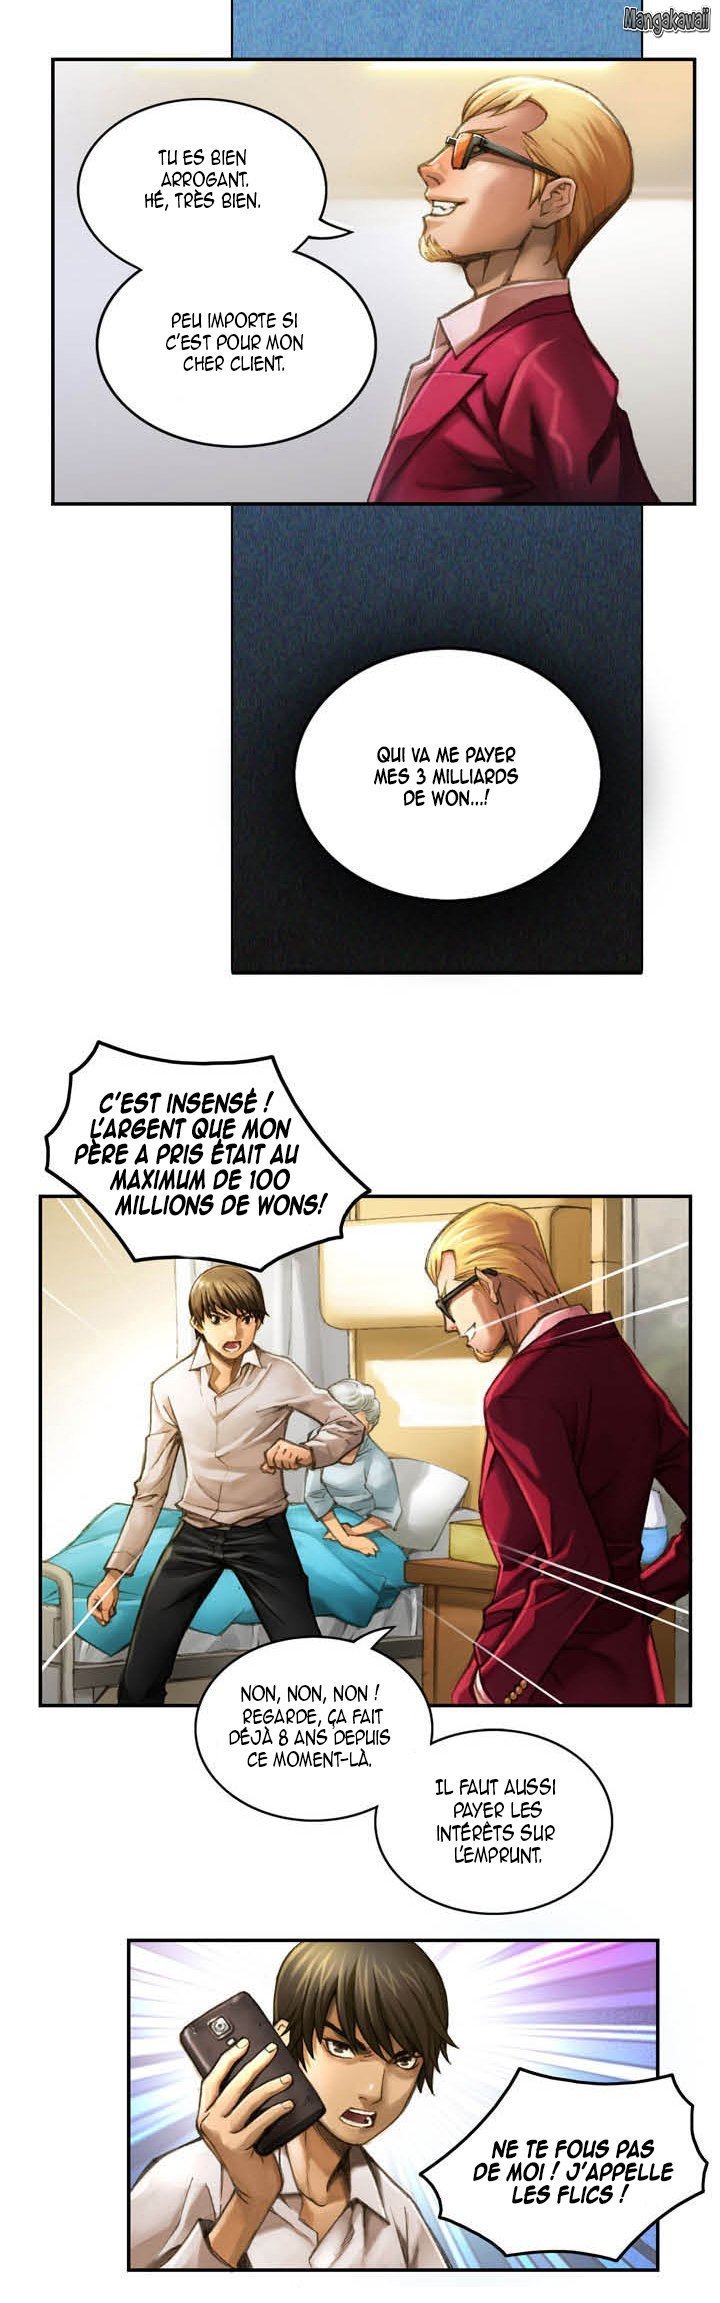 Mangakawaii
TU ES BIEN
ARROGANT.
HÉ, TRÈS BIEN.
PEU IMPORTE SI
C'EST POUR MON
CHER CLIENT.
QUI VA ME PAYER
MES 3 MILLIARDS
DE WON...!
C'EST INSENSÉ !
L'ARGENT QUE MON
PÈRE A PRIS ÉTAIT AU
MAXIMUM DE 100
MILLIONS DE WONS!
NON, NON, NON !
REGARDE, ÇA FAIT
DÉJÀ 8 ANS DEPUIS
CE MOMENT-LÀ.
IL FAUT AUSSI
PAYER LES
INTÉRÊTS SUR
L'EMPRUNT.
NE TE FOUS PAS
DE MOI ! J'APPELLE
LES FLICS !